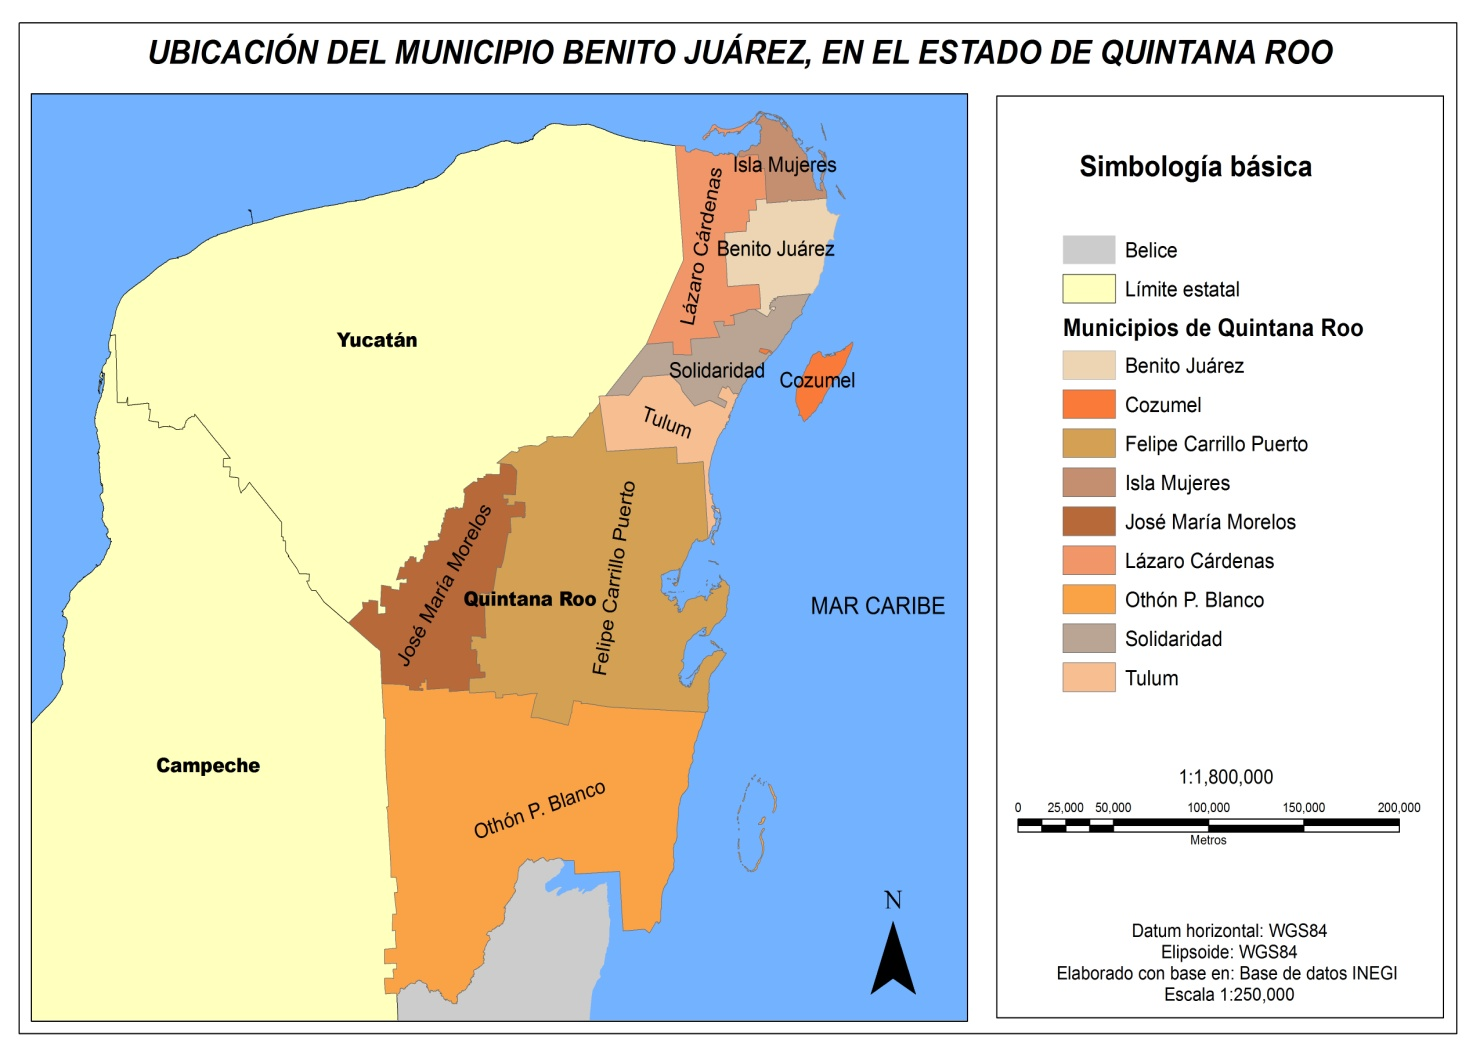 UBICACIÓN DEL MUNICIPIO BENITO JUÁREZ, EN EL ESTADO DE QUINTANA ROO
Isla Mujeres
Lázaro Cárdenas
Benito Juárez
Yucatán
Solidaridad
Cozumel
Tulum
José María Morelos
Quintana Roo
Felipe Carrillo Puerto
MAR CARIBE
Campeche
Othón P. Blanco
N
Simbología básica
Belice
Límite estatal
Municipios de Quintana Roo
Benito Juárez
Cozumel
Felipe Carrillo Puerto
Isla Mujeres
José María Morelos
Lázaro Cárdenas
Othón P. Blanco
Solidaridad
Tulum
1:1,800,000
0 25,000 50,000 100,000 150,000 200,000
Metros
Datum horizontal: WGS84
Elipsoide: WGS84
Elaborado con base en: Base de datos INEGI
Escala 1:250,000